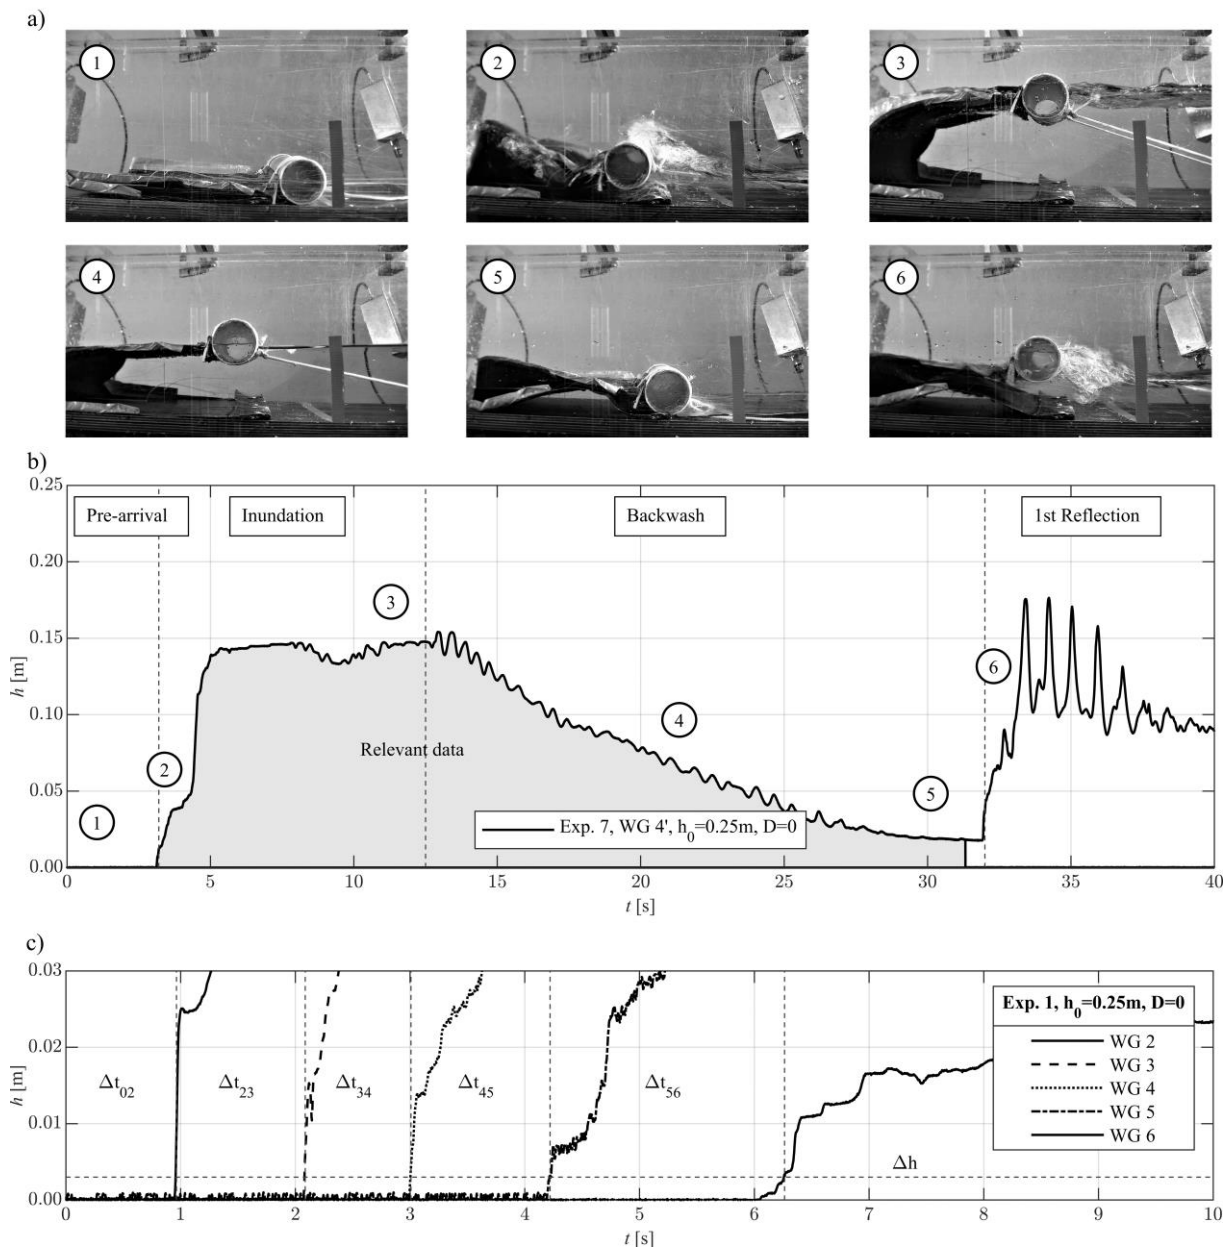 a)
1
2
3
4
5
6
b)
0.25
0.20
0.15
0.10
0.05
0.00
h [m]
Pre-arrival
Inundation
Backwash
1st Reflection
3
6
4
2
Relevant data
5
1
Exp. 7, WG 4', h₀=0.25m, D=0
0 5 10 15 20 25 30 35 40
t [s]
c)
0.03
0.02
0.01
0.00
h [m]
Exp. 1, h₀=0.25m, D=0
WG 2
WG 3
WG 4
WG 5
WG 6
Δt₀₂ Δt₂₃ Δt₃₄ Δt₄₅ Δt₅₆
Δh
0 1 2 3 4 5 6 7 8 9 10
t [s]